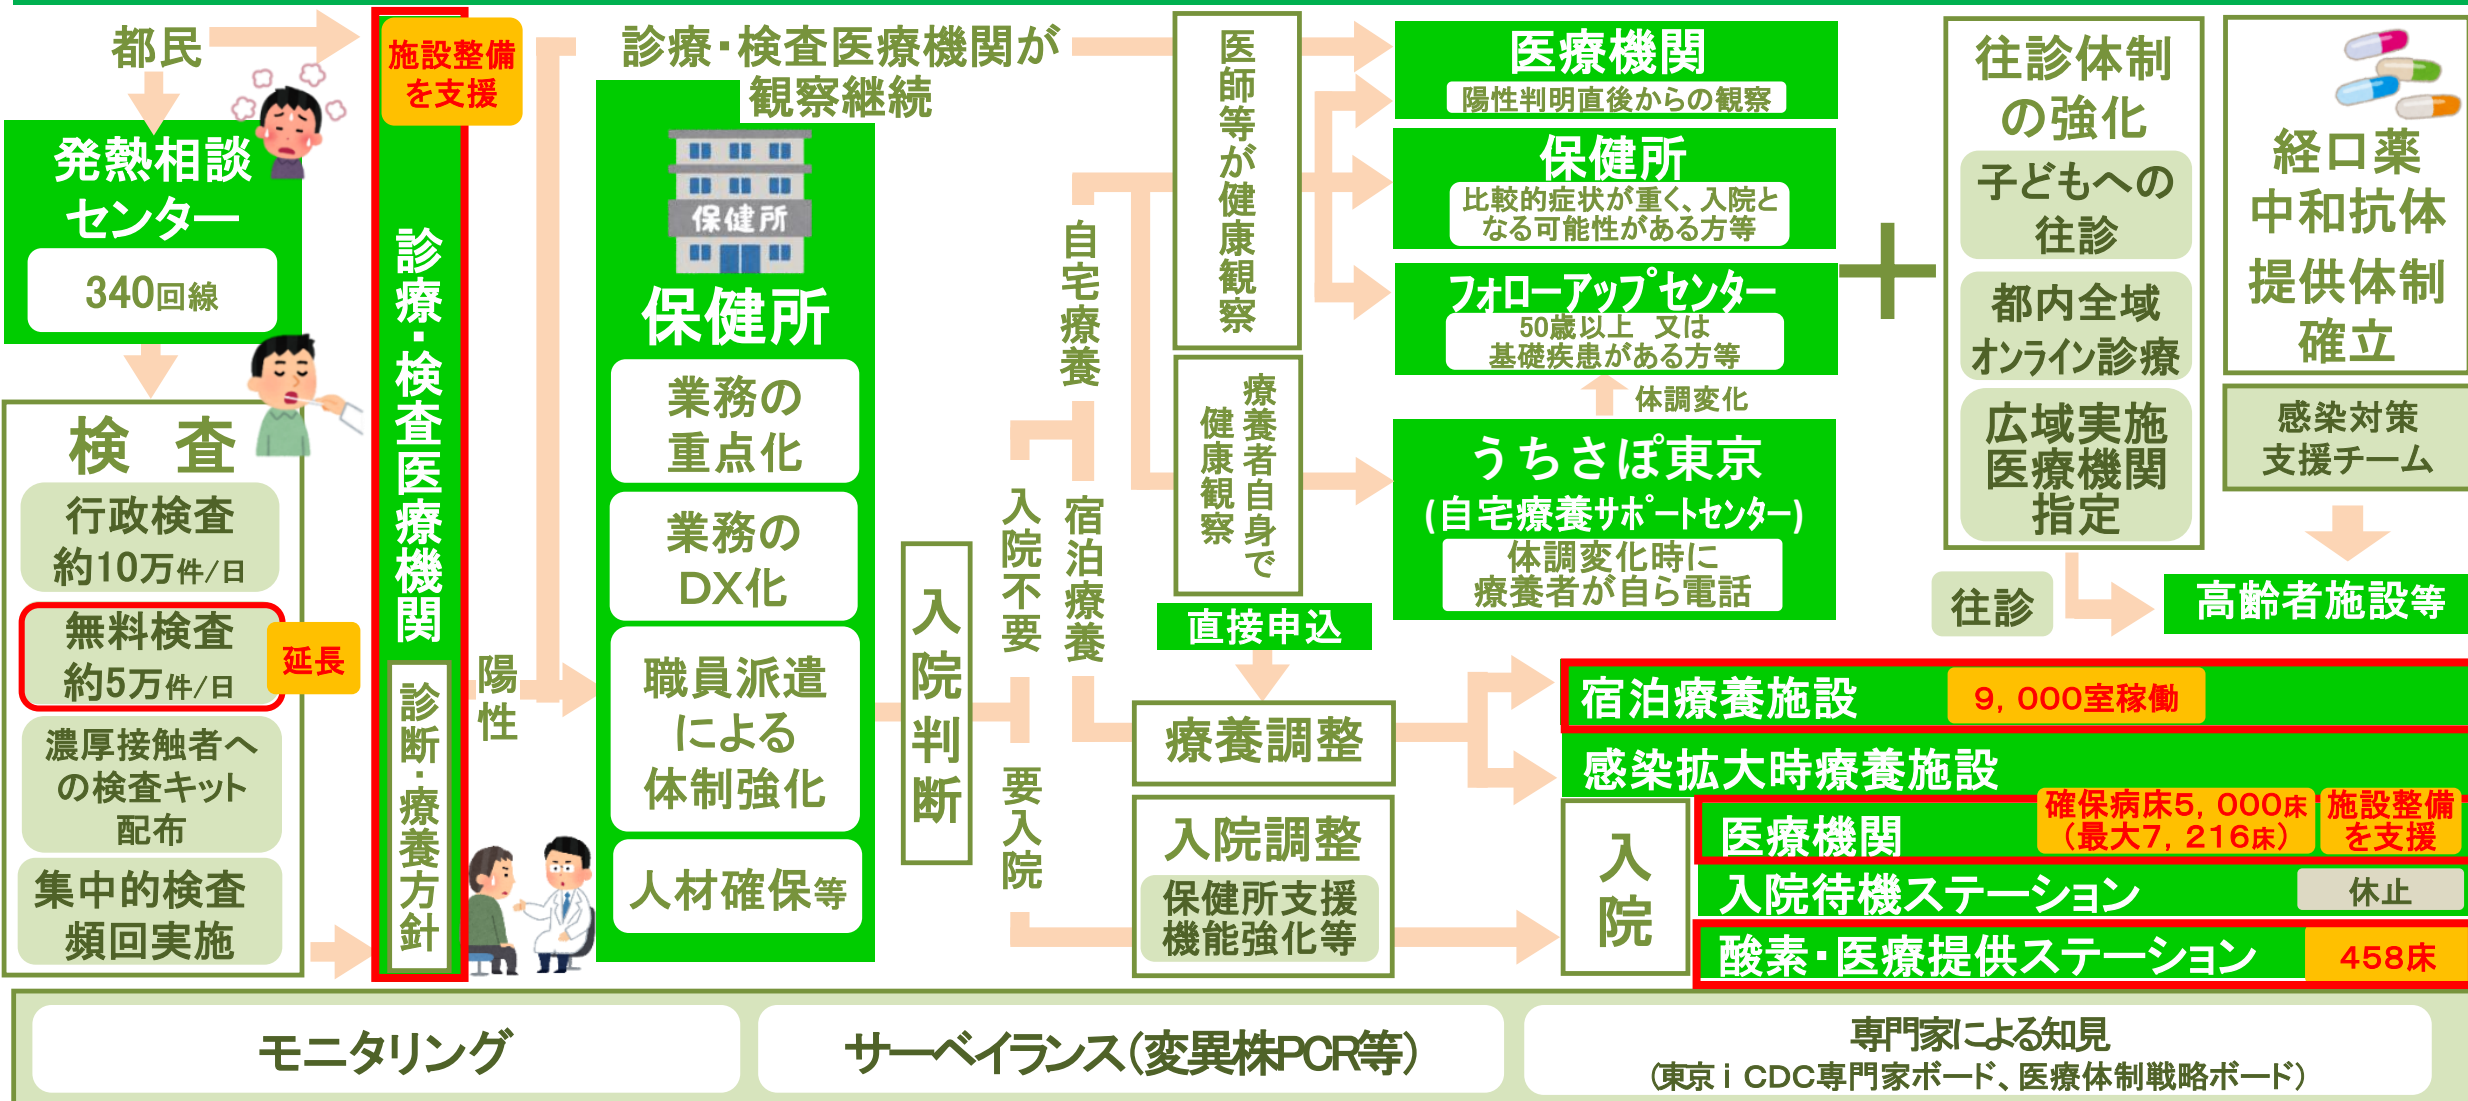 都民
発熱相談
センター
340回線
検 査
行政検査
約10万件/日
無料検査
約5万件/日
延長
濃厚接触者へ
の検査キット
配布
集中的検査
頻回実施
施設整備
を支援
診療・検査医療機関
診断・療養方針
陽性
診療・検査医療機関が
観察継続
保健所
保健所
業務の
重点化
業務の
DX化
職員派遣
による
体制強化
人材確保等
入院判断
入院不要
要入院
自宅療養
宿泊療養
医師等が健康観察
療養者自身で
健康観察
医療機関
陽性判明直後からの観察
保健所
比較的症状が重く、入院と
なる可能性がある方等
フォローアップセンター
50歳以上 又は
基礎疾患がある方等
体調変化
うちさぽ東京
(自宅療養サポートセンター)
体調変化時に
療養者が自ら電話
直接申込
療養調整
入院調整
保健所支援
機能強化等
+
往診体制
の強化
子どもへの
往診
都内全域
オンライン診療
広域実施
医療機関
指定
往診
経口薬
中和抗体
提供体制
確立
感染対策
支援チーム
高齢者施設等
宿泊療養施設
9,000室稼働
感染拡大時療養施設
入院
医療機関
確保病床5,000床
(最大7,216床)
施設整備
を支援
入院待機ステーション
休止
酸素・医療提供ステーション
458床
モニタリング
サーベイランス(変異株PCR等)
専門家による知見
(東京iCDC専門家ボード、医療体制戦略ボード)